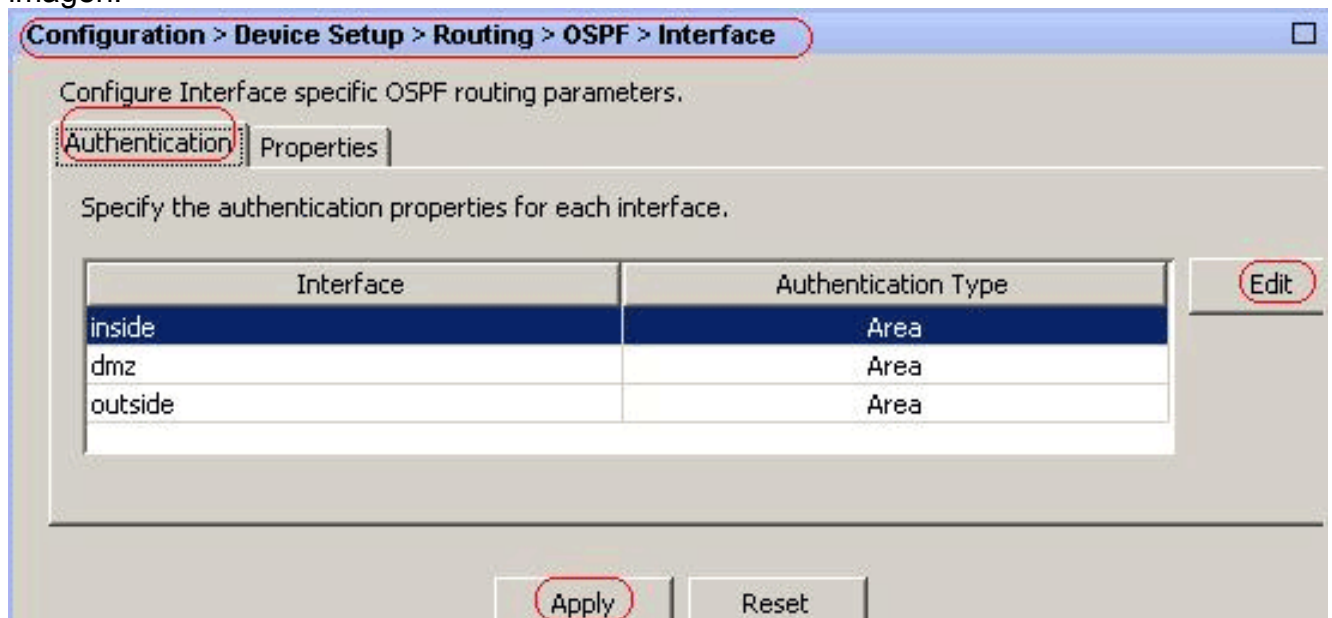 imagen:
Configuration > Device Setup > Routing > OSPF > Interface
Configure Interface specific OSPF routing parameters.
Authentication Properties
Specify the authentication properties for each interface.
Interface Authentication Type Edit
inside Area
dmz Area
outside Area
Apply Reset